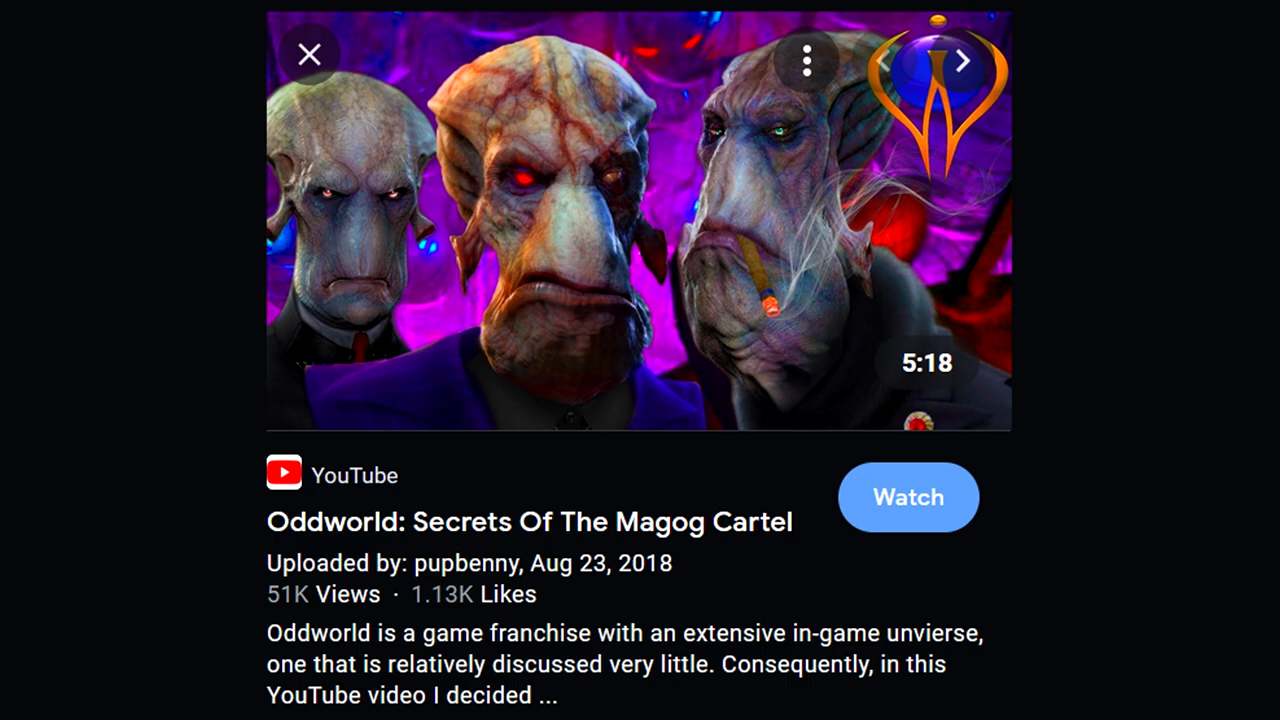 5:18
YouTube
Watch
Oddworld: Secrets Of The Magog Cartel
Uploaded by: pupbenny, Aug 23, 2018
51K Views · 1.13K Likes
Oddworld is a game franchise with an extensive in-game unvierse,
one that is relatively discussed very little. Consequently, in this
YouTube video I decided ...